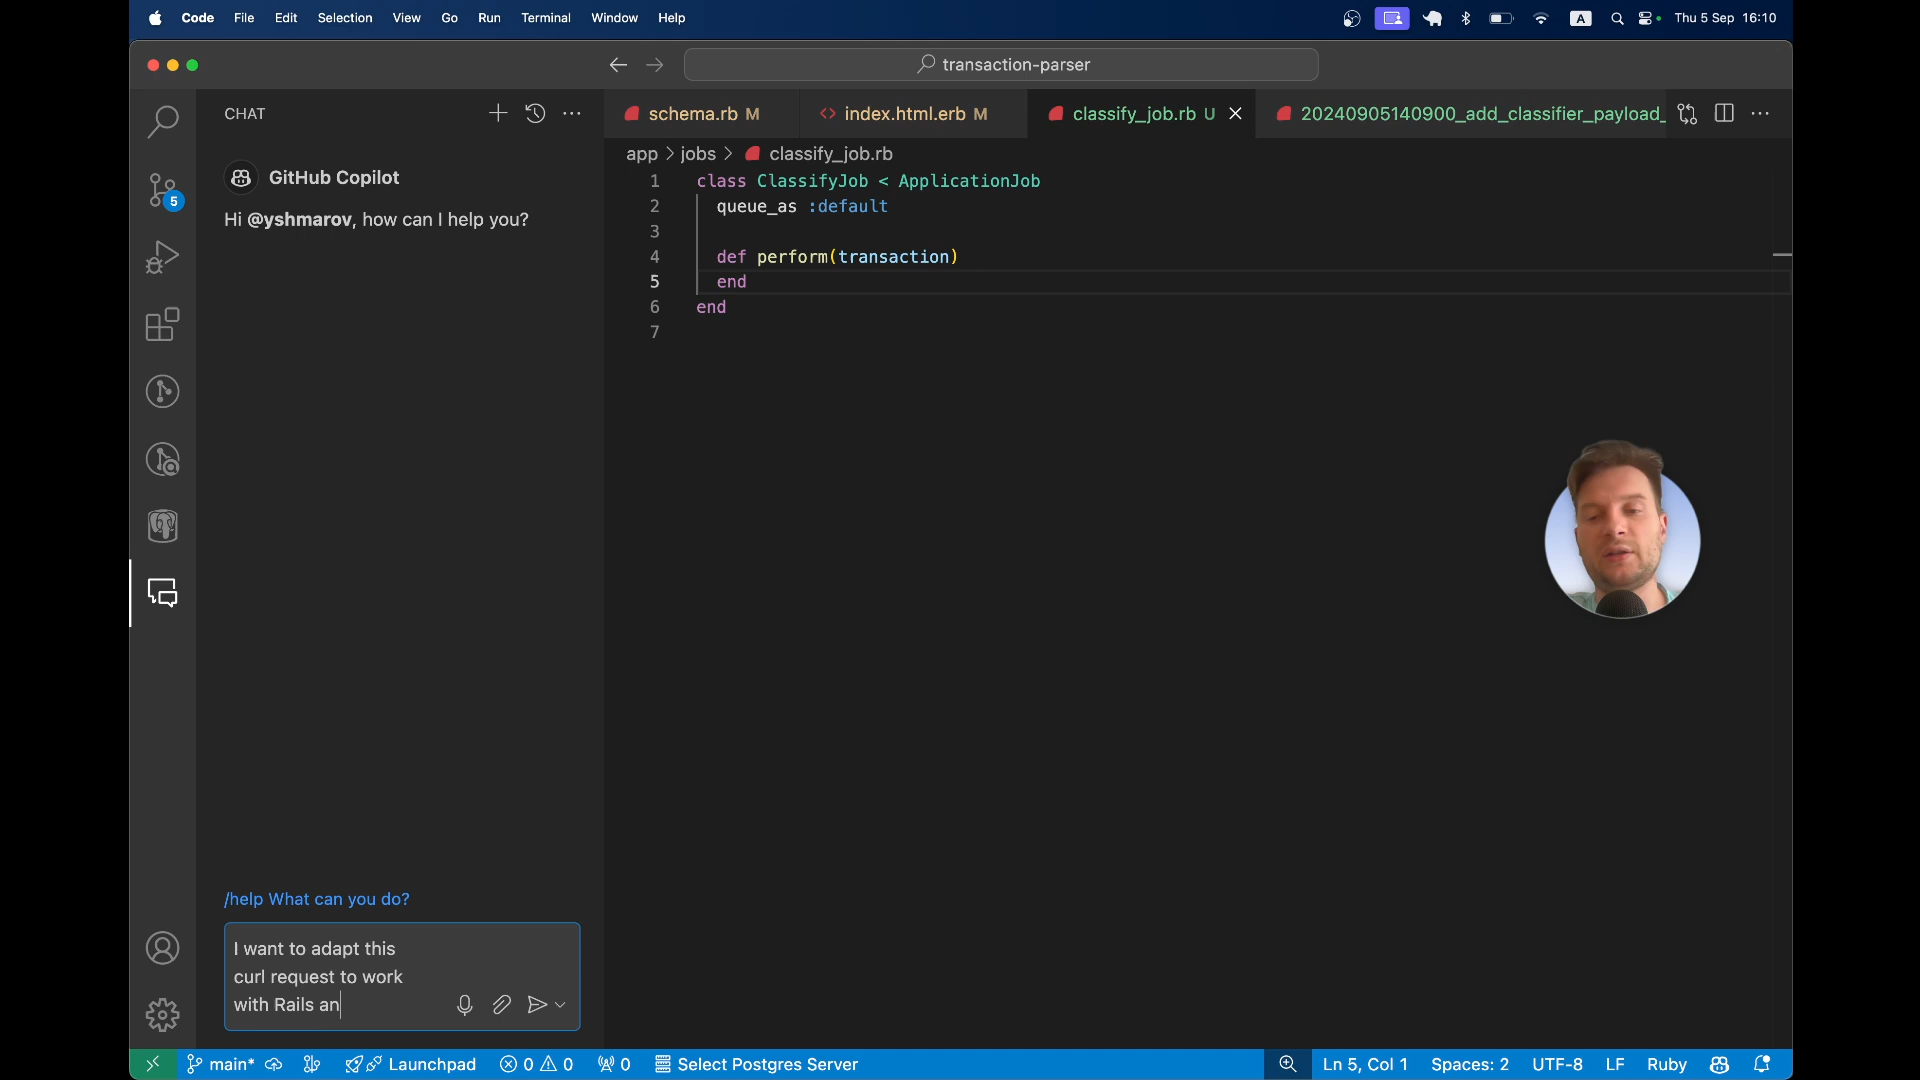 Code File Edit Selection View Go Run Terminal Window Help
A
Thu 5 Sep 16:10
transaction-parser
CHAT
schema.rb M
index.html.erb M
classify_job.rb U
20240905140900_add_classifier_payload_
app > jobs > classify_job.rb
5
GitHub Copilot
Hi @yshmarov, how can I help you?
1 class ClassifyJob < ApplicationJob
2 queue_as :default
3
4 def perform(transaction)
5 end
6 end
7
/help What can you do?
I want to adapt this
curl request to work
with Rails an
main* Launchpad 0 0 0 Select Postgres Server
Ln 5, Col 1 Spaces: 2 UTF-8 LF Ruby